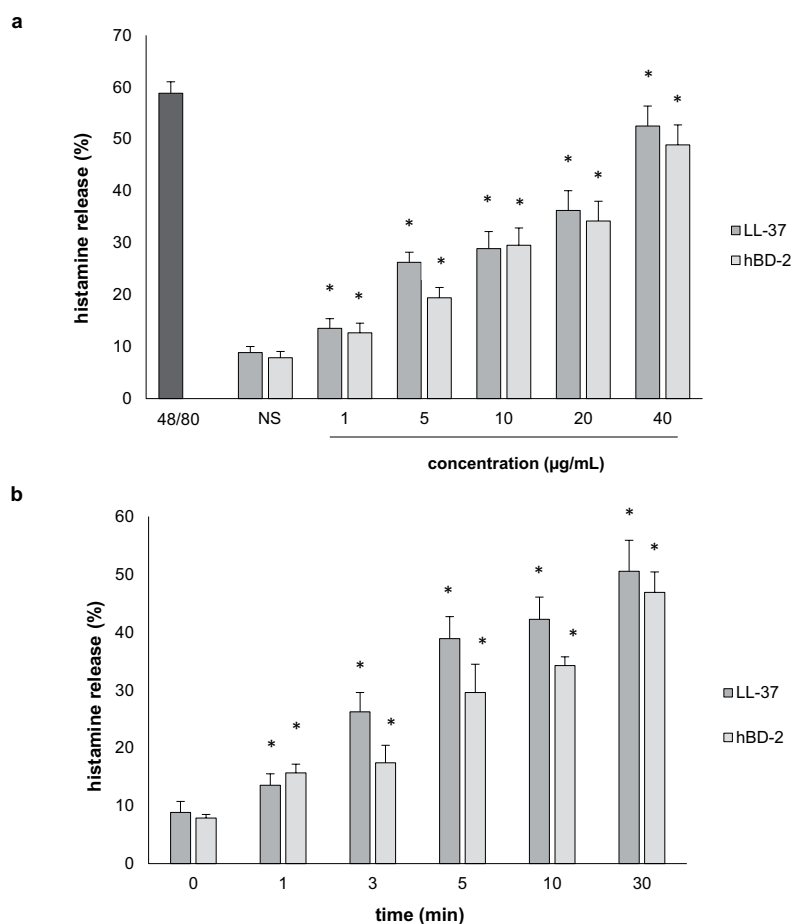 a
histamine release (%)
70
60
50
40
30
20
10
0
* * * * * * * * * *
48/80 NS 1 5 10 20 40
concentration (µg/mL)
LL-37
hBD-2
b
histamine release (%)
60
50
40
30
20
10
0
* * * * * * * * * *
0 1 3 5 10 30
time (min)
LL-37
hBD-2